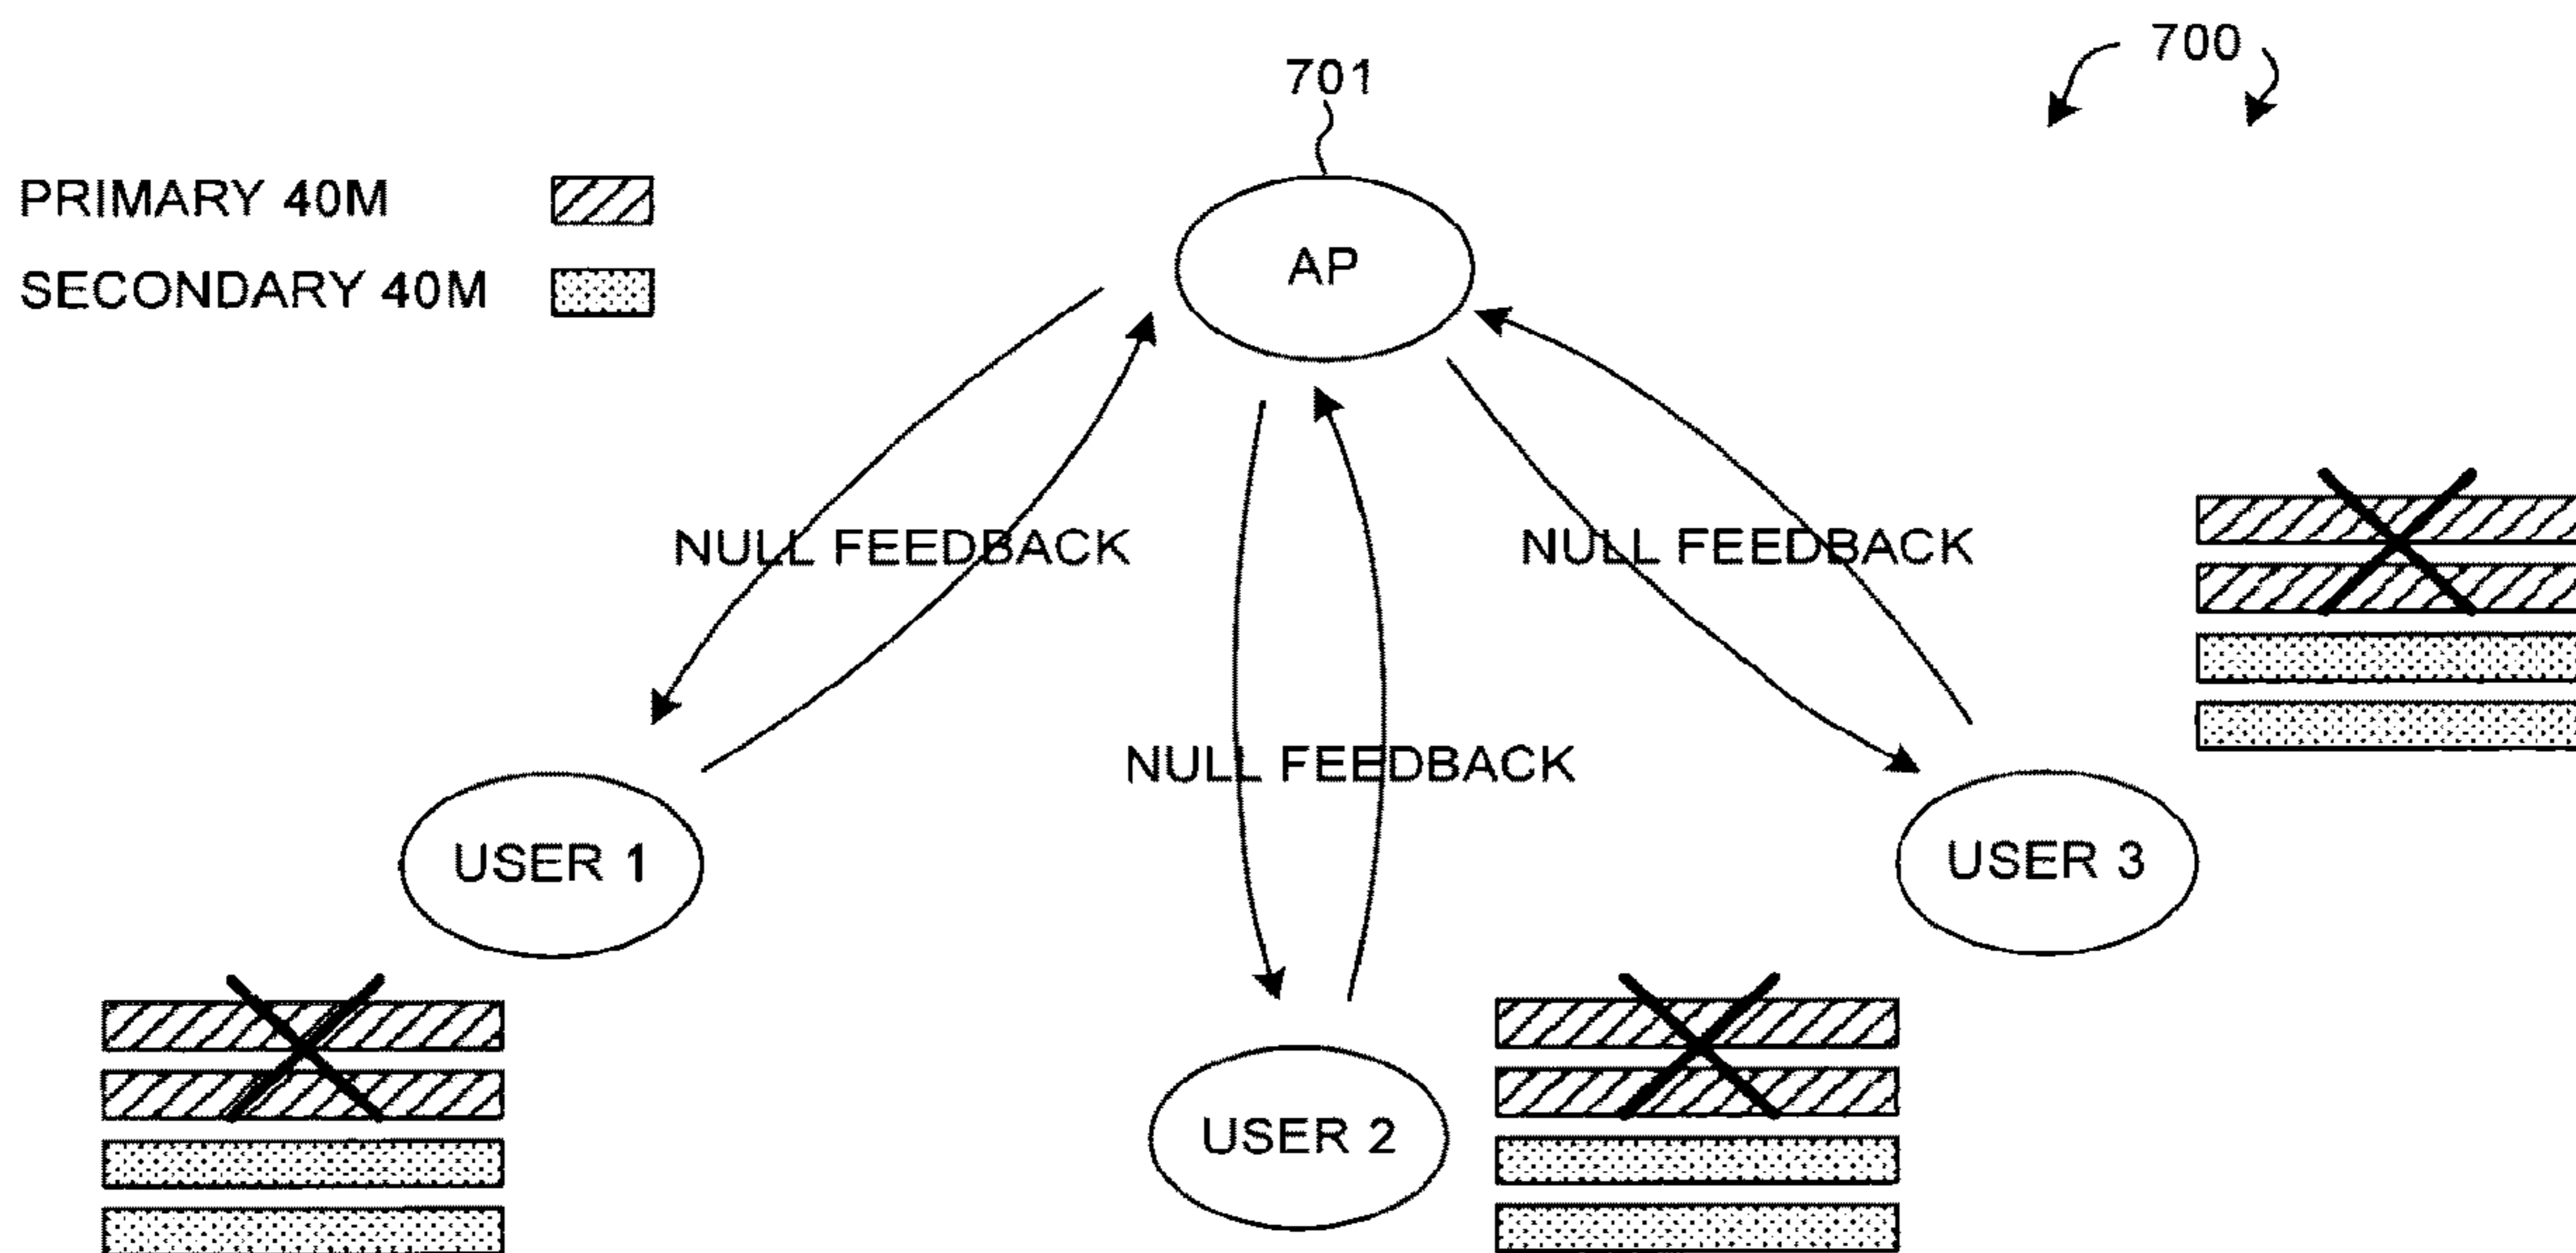 700
701
PRIMARY 40M
SECONDARY 40M
AP
NULL FEEDBACK
NULL FEEDBACK
NULL FEEDBACK
USER 1
USER 3
USER 2